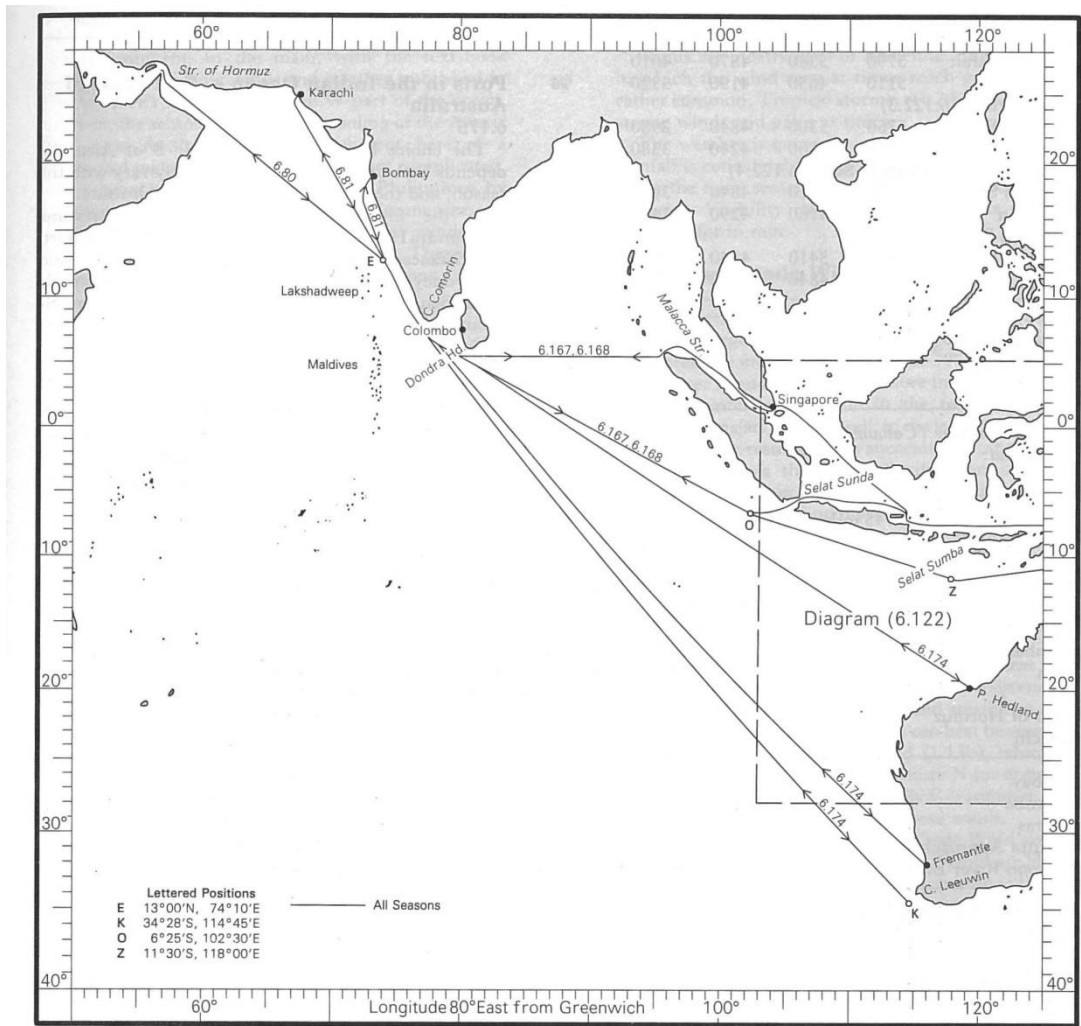 60°
80°
100°
120°
Str. of Hormuz
Karachi
20°
20°
Bombay
6.80
6.81
6.81
E
C. Comorin
10°
10°
Lakshadweep
Malacca Str.
Colombo
Dondra Hd.
6.167,6.168
Maldives
Singapore
0°
0°
6.167,6.168
Selat Sunda
O
10°
10°
Selat Sumba
Z
Diagram (6.122)
6.174
20°
20°
P. Hedland
6.174
6.174
30°
30°
Fremantle
C. Leeuwin
K
Lettered Positions
E 13°00'N, 74°10'E
All Seasons
K 34°28'S, 114°45'E
O 6°25'S, 102°30'E
Z 11°30'S, 118°00'E
40°
40°
60°
Longitude 80° East from Greenwich
100°
120°